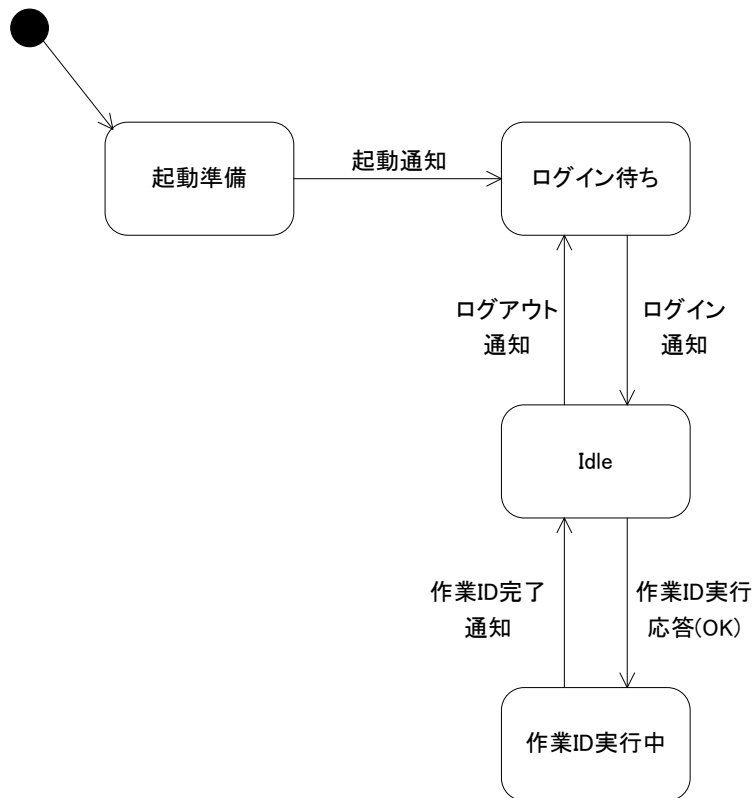 起動準備
起動通知
ログイン待ち
ログアウト
通知
ログイン
通知
Idle
作業ID完了
通知
作業ID実行
応答(OK)
作業ID実行中